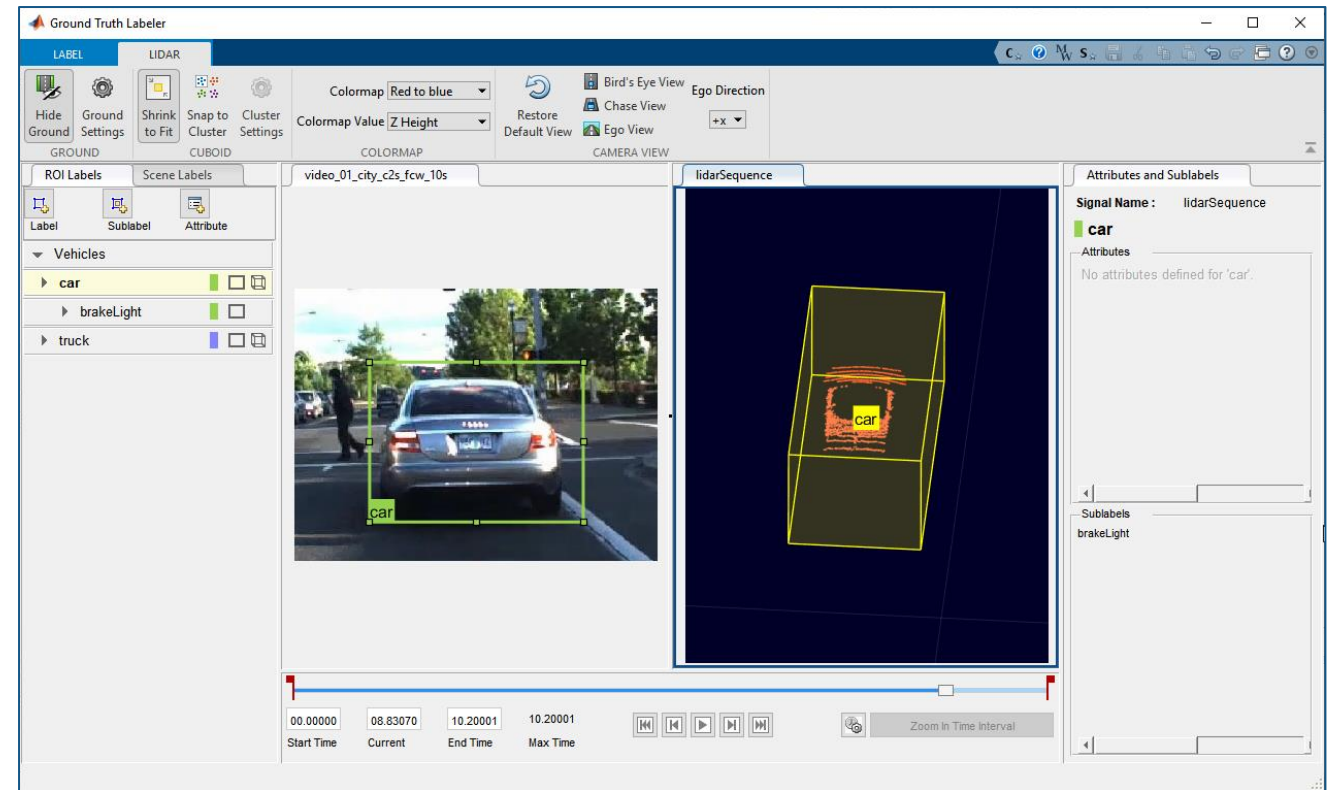 Ground Truth Labeler
LABEL
LIDAR
Hide Ground
Ground Settings
GROUND
Shrink to Fit
Snap to Cluster
Cluster Settings
CUBOID
Colormap Red to blue
Colormap Value Z Height
COLORMAP
Restore Default View
Bird's Eye View
Chase View
Ego View
Ego Direction
+x
CAMERA VIEW
ROI Labels
Scene Labels
Label
Sublabel
Attribute
Vehicles
car
brakeLight
truck
video_01_city_c2s_fcw_10s
car
lidarSequence
car
Attributes and Sublabels
Signal Name : lidarSequence
car
Attributes
No attributes defined for 'car'.
Sublabels
brakeLight
00.00000
08.83070
10.20001
10.20001
Start Time
Current
End Time
Max Time
Zoom In Time Interval